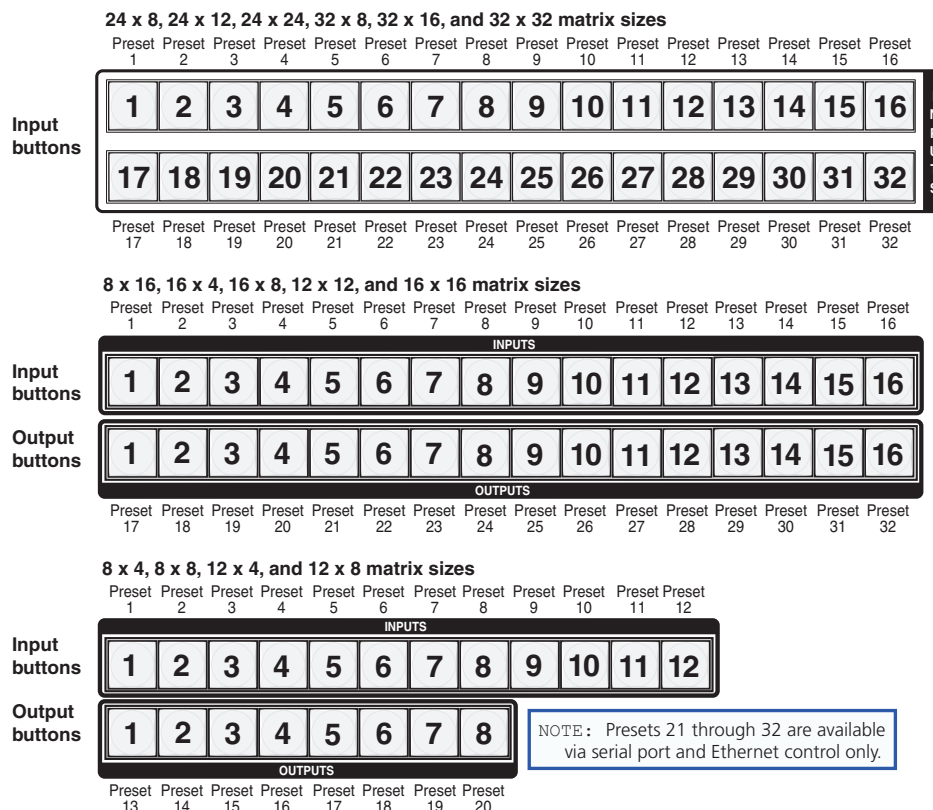 24 x 8, 24 x 12, 24 x 24, 32 x 8, 32 x 16, and 32 x 32 matrix sizes
Preset Preset Preset Preset Preset Preset Preset Preset Preset Preset Preset Preset Preset Preset Preset Preset
1 2 3 4 5 6 7 8 9 10 11 12 13 14 15 16
Input
buttons
1 2 3 4 5 6 7 8 9 10 11 12 13 14 15 16
17 18 19 20 21 22 23 24 25 26 27 28 29 30 31 32
Preset Preset Preset Preset Preset Preset Preset Preset Preset Preset Preset Preset Preset Preset Preset Preset
17 18 19 20 21 22 23 24 25 26 27 28 29 30 31 32
8 x 16, 16 x 4, 16 x 8, 12 x 12, and 16 x 16 matrix sizes
Preset Preset Preset Preset Preset Preset Preset Preset Preset Preset Preset Preset Preset Preset Preset Preset
1 2 3 4 5 6 7 8 9 10 11 12 13 14 15 16
INPUTS
Input
buttons
1 2 3 4 5 6 7 8 9 10 11 12 13 14 15 16
Output
buttons
1 2 3 4 5 6 7 8 9 10 11 12 13 14 15 16
OUTPUTS
Preset Preset Preset Preset Preset Preset Preset Preset Preset Preset Preset Preset Preset Preset Preset Preset
17 18 19 20 21 22 23 24 25 26 27 28 29 30 31 32
8 x 4, 8 x 8, 12 x 4, and 12 x 8 matrix sizes
Preset Preset Preset Preset Preset Preset Preset Preset Preset Preset Preset Preset
1 2 3 4 5 6 7 8 9 10 11 12
INPUTS
Input
buttons
1 2 3 4 5 6 7 8 9 10 11 12
Output
buttons
1 2 3 4 5 6 7 8
OUTPUTS
Preset Preset Preset Preset Preset Preset Preset Preset
13 14 15 16 17 18 19 20
NOTE: Presets 21 through 32 are available
via serial port and Ethernet control only.